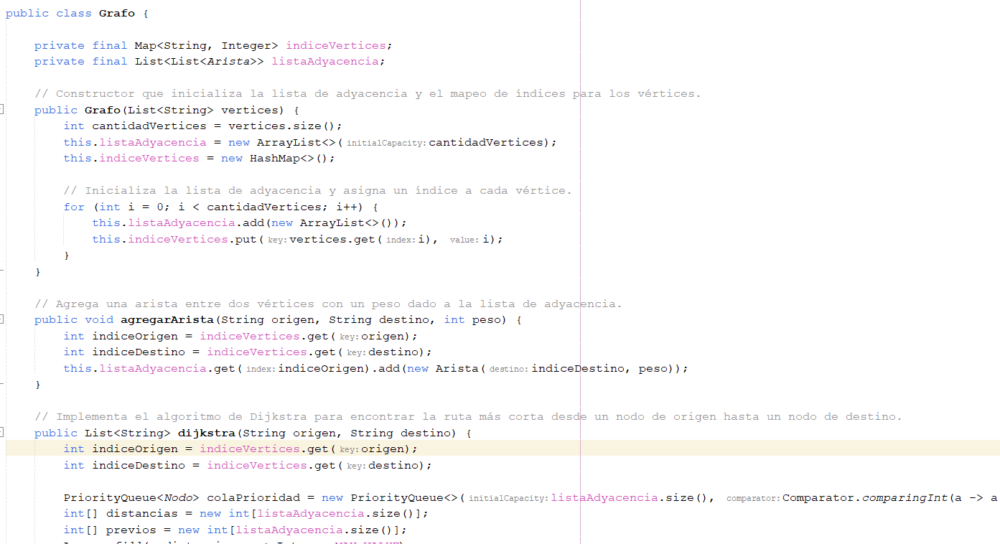 public class Grafo {
private final Map<String, Integer> indiceVertices;
private final List<List<Arista>> listaAdyacencia;
// Constructor que inicializa la lista de adyacencia y el mapeo de índices para los vértices.
public Grafo(List<String> vertices) {
int cantidadVertices = vertices.size();
this.listaAdyacencia = new ArrayList<>(initialCapacity:cantidadVertices);
this.indiceVertices = new HashMap<>();
// Inicializa la lista de adyacencia y asigna un índice a cada vértice.
for (int i = 0; i < cantidadVertices; i++) {
this.listaAdyacencia.add(new ArrayList<>());
this.indiceVertices.put(key:vertices.get(index:i), value:i);
}
}
// Agrega una arista entre dos vértices con un peso dado a la lista de adyacencia.
public void agregarArista(String origen, String destino, int peso) {
int indiceOrigen = indiceVertices.get(key:origen);
int indiceDestino = indiceVertices.get(key:destino);
this.listaAdyacencia.get(index:indiceOrigen).add(new Arista(destino:indiceDestino, peso));
}
// Implementa el algoritmo de Dijkstra para encontrar la ruta más corta desde un nodo de origen hasta un nodo de destino.
public List<String> dijkstra(String origen, String destino) {
int indiceOrigen = indiceVertices.get(key:origen);
int indiceDestino = indiceVertices.get(key:destino);
PriorityQueue<Nodo> colaPrioridad = new PriorityQueue<>(initialCapacity:listaAdyacencia.size(), comparator:Comparator.comparingInt(a -> a
int[] distancias = new int[listaAdyacencia.size()];
int[] previos = new int[listaAdyacencia.size()];